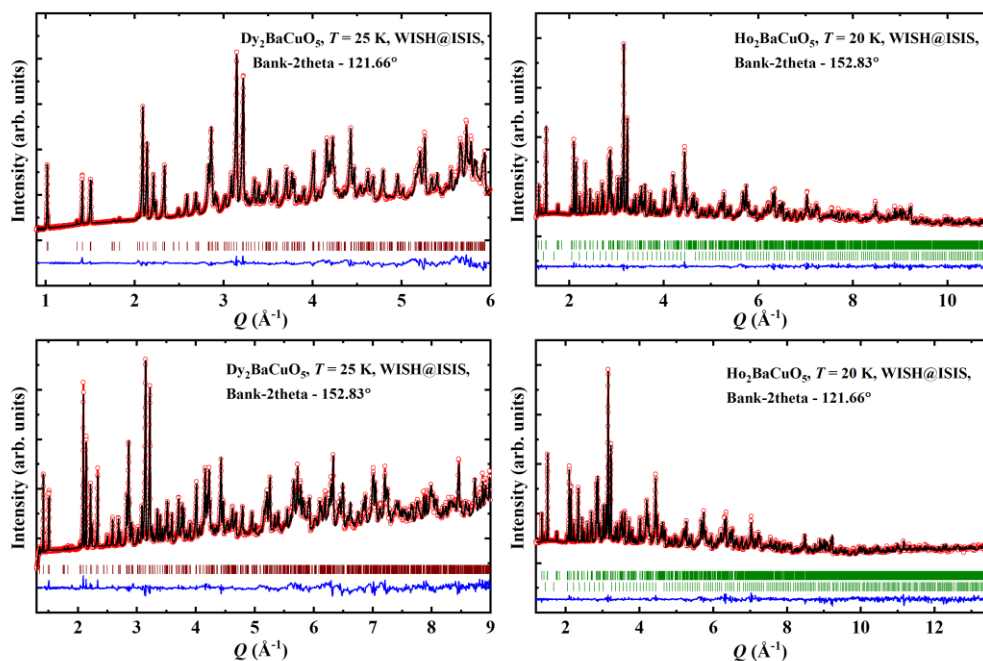 Dy₂BaCuO₅, T = 25 K, WISH@ISIS,
Bank-2theta - 121.66°
Intensity (arb. units)
1 2 3 4 5 6
Q (Å⁻¹)
Ho₂BaCuO₅, T = 20 K, WISH@ISIS,
Bank-2theta - 152.83°
Intensity (arb. units)
2 4 6 8 10
Q (Å⁻¹)
Dy₂BaCuO₅, T = 25 K, WISH@ISIS,
Bank-2theta - 152.83°
Intensity (arb. units)
2 3 4 5 6 7 8 9
Q (Å⁻¹)
Ho₂BaCuO₅, T = 20 K, WISH@ISIS,
Bank-2theta - 121.66°
Intensity (arb. units)
2 4 6 8 10 12
Q (Å⁻¹)